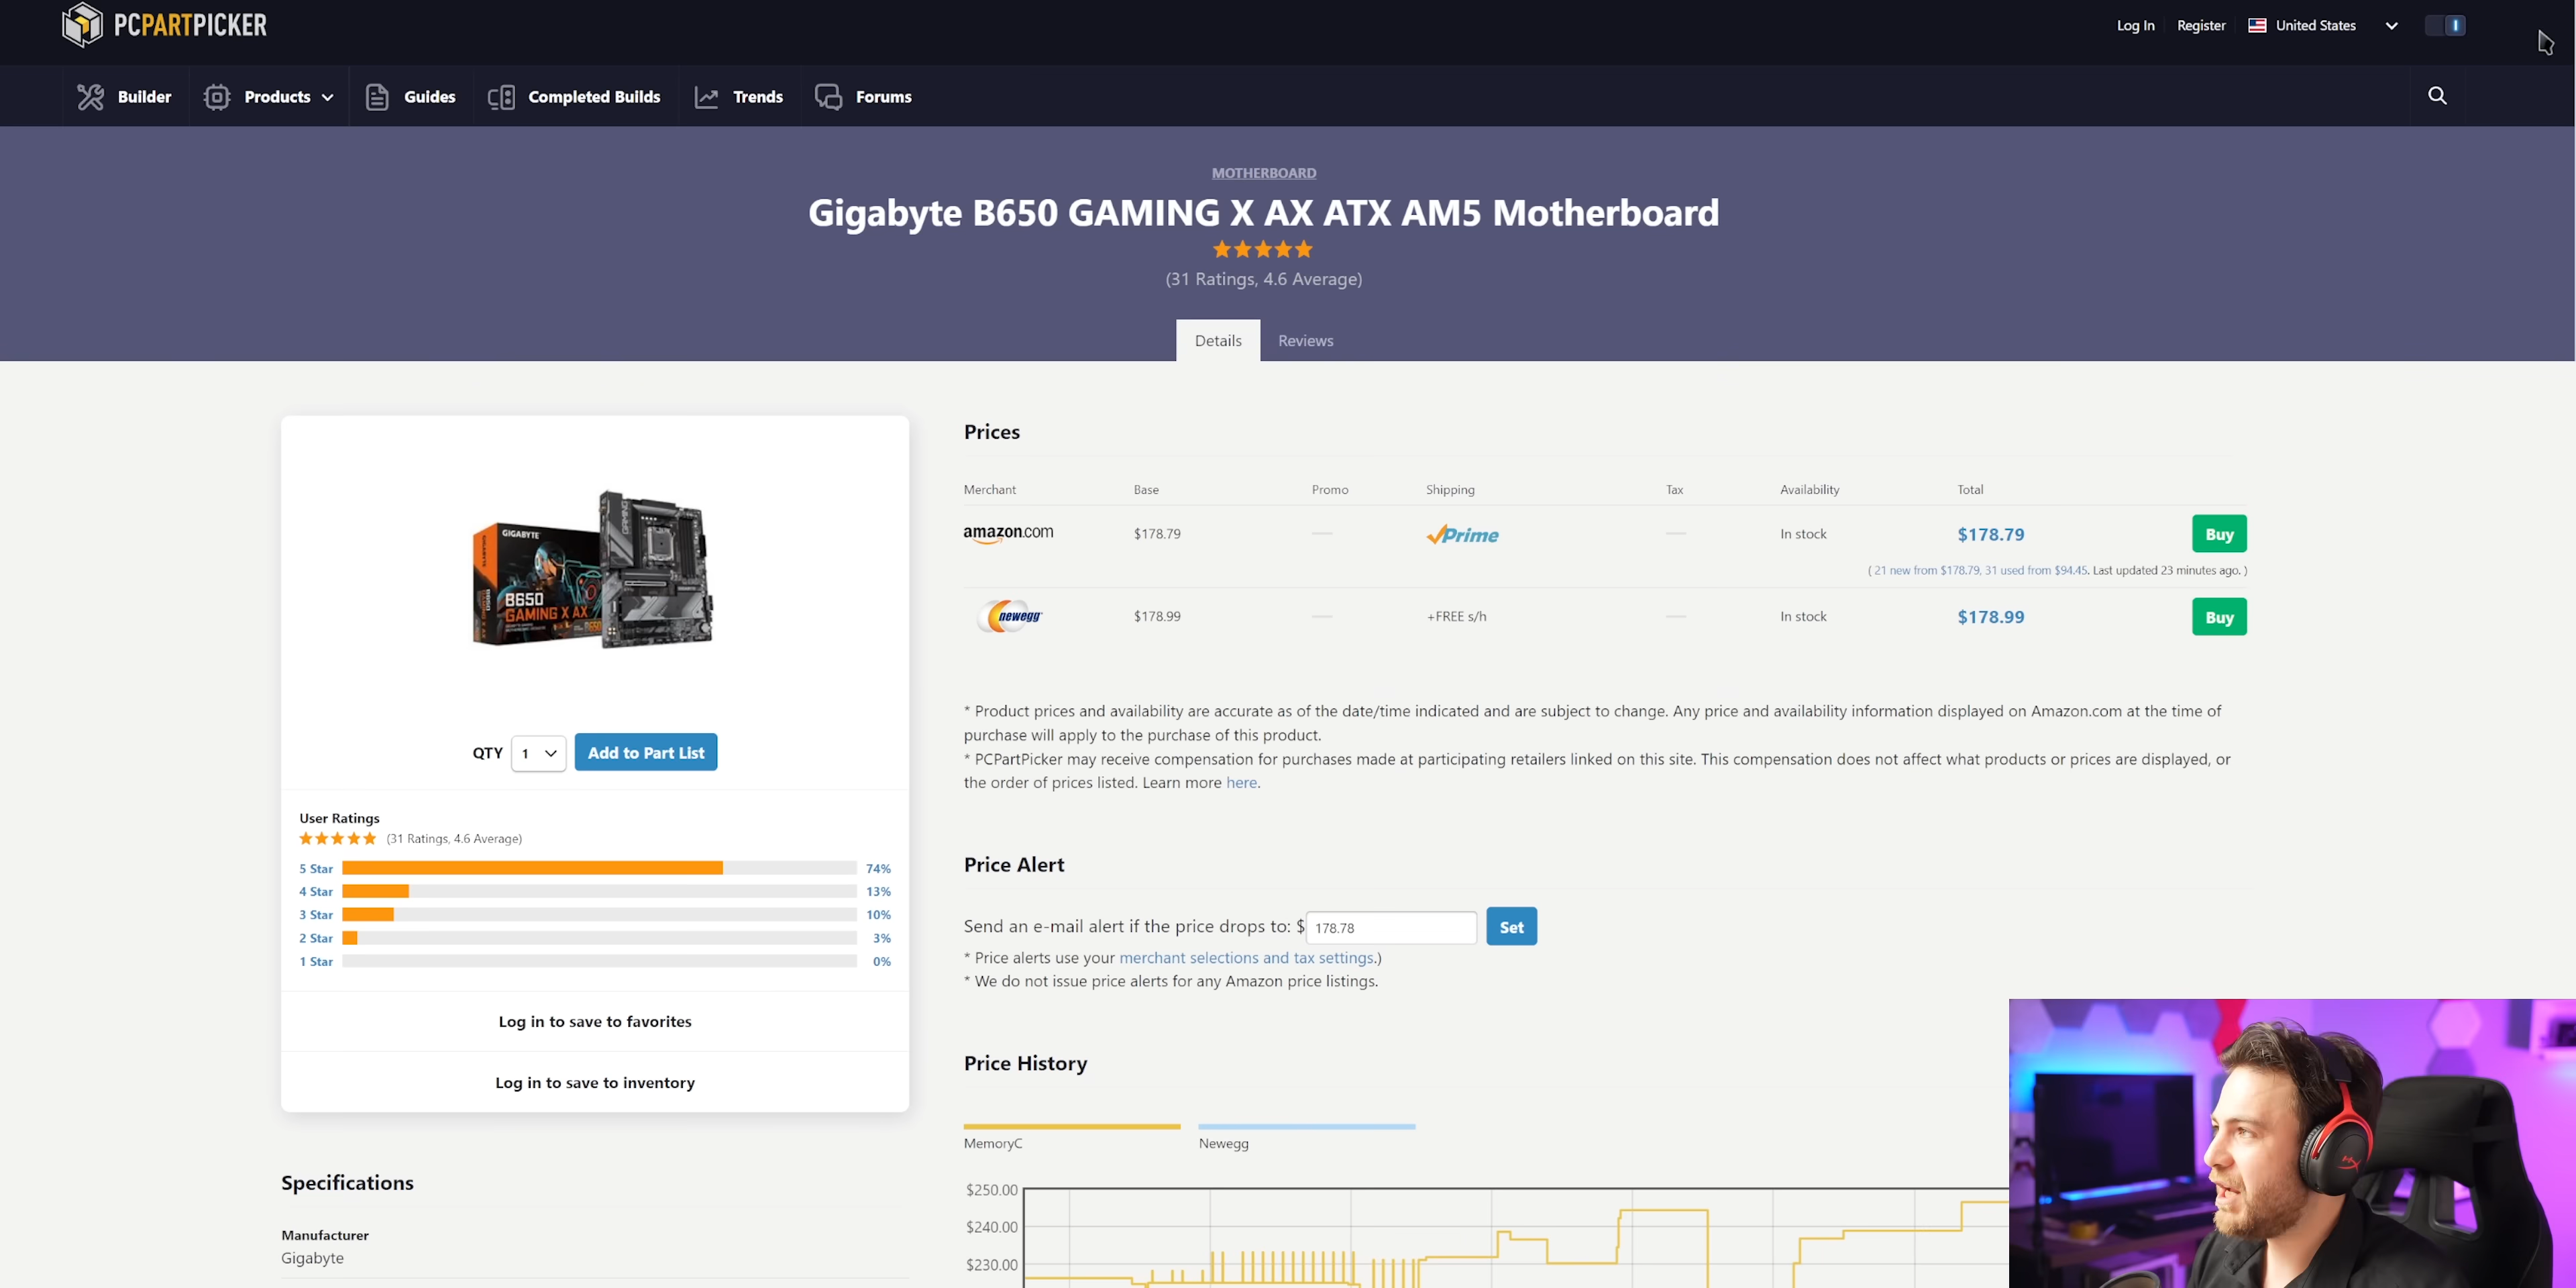 PCPARTPICKER
Log In Register United States
Builder Products Guides Completed Builds Trends Forums
MOTHERBOARD
Gigabyte B650 GAMING X AX ATX AM5 Motherboard
(31 Ratings, 4.6 Average)
Details Reviews
Prices
Merchant Base Promo Shipping Tax Availability Total
amazon.com $178.79 — Prime — In stock $178.79 Buy
( 21 new from $178.79, 31 used from $94.45. Last updated 23 minutes ago. )
newegg $178.99 — +FREE s/h — In stock $178.99 Buy
* Product prices and availability are accurate as of the date/time indicated and are subject to change. Any price and availability information displayed on Amazon.com at the time of
purchase will apply to the purchase of this product.
* PCPartPicker may receive compensation for purchases made at participating retailers linked on this site. This compensation does not affect what products or prices are displayed, or
the order of prices listed. Learn more here.
GIGABYTE
B650
GAMING X AX
QTY 1 Add to Part List
User Ratings
(31 Ratings, 4.6 Average)
5 Star 74%
4 Star 13%
3 Star 10%
2 Star 3%
1 Star 0%
Log in to save to favorites
Log in to save to inventory
Specifications
Manufacturer
Gigabyte
Price Alert
Send an e-mail alert if the price drops to: $ 178.78 Set
* Price alerts use your merchant selections and tax settings.)
* We do not issue price alerts for any Amazon price listings.
Price History
MemoryC Newegg
$250.00
$240.00
$230.00